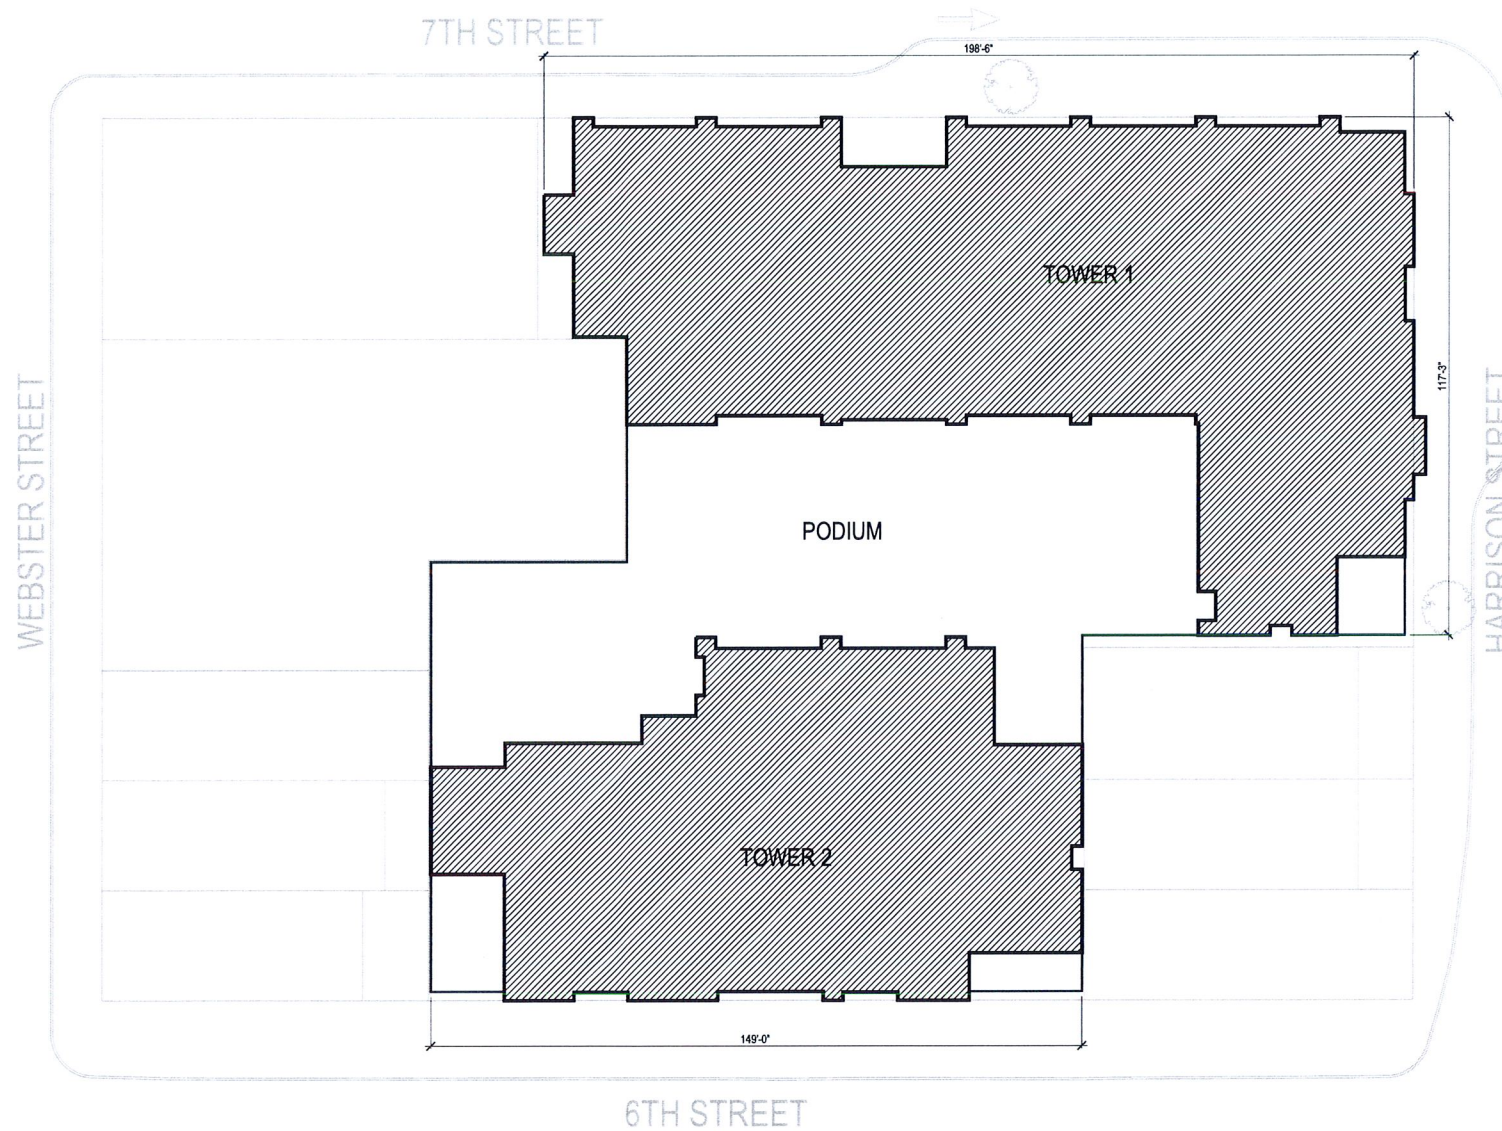 7TH STREET
198'-6"
TOWER 1
117'-3"
WEBSTER STREET
HARRISON STREET
PODIUM
TOWER 2
149'-0"
6TH STREET